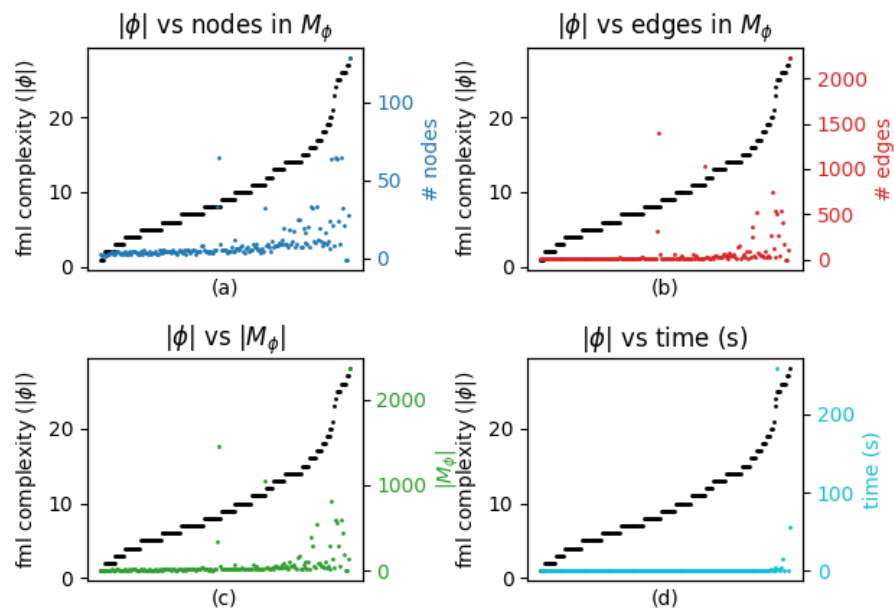 |ϕ| vs nodes in M_ϕ
fml complexity (|ϕ|)
20
10
0
100
50
0
# nodes
(a)
|ϕ| vs edges in M_ϕ
fml complexity (|ϕ|)
20
10
0
2000
1500
1000
500
0
# edges
(b)
|ϕ| vs |M_ϕ|
fml complexity (|ϕ|)
20
10
0
2000
1000
0
|M_ϕ|
(c)
|ϕ| vs time (s)
fml complexity (|ϕ|)
20
10
0
200
100
0
time (s)
(d)